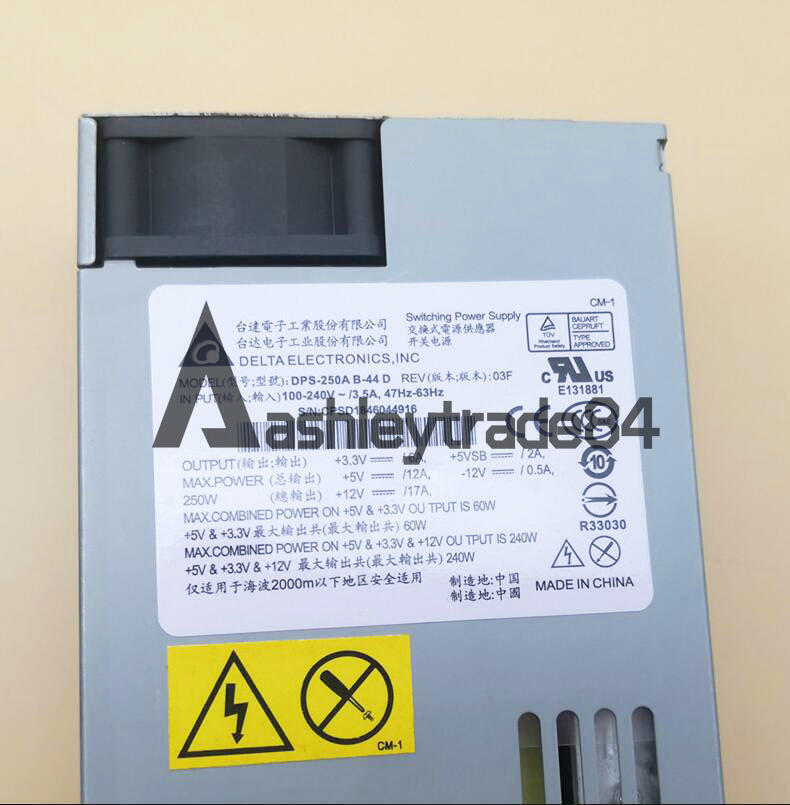 CM-1
台達電子工業股份有限公司 Switching Power Supply
台达电子工业股份有限公司 交換式電源供應器
DELTA ELECTRONICS, INC 开关电源
TÜV
Rheinland
BAUART
GEPRÜFT
TYPE
APPROVED
MODEL(型号;型號): DPS-250A B-44 D REV(版本;版本): 03F
IN PUT(输入;輸入)100-240V ~ /3.5A, 47Hz-63Hz
c US
E131881
S/N:CPSD1846044916
Aashleytrade84
OUTPUT(输出;輸出) +3.3V /6A, +5VSB /2A,
MAX.POWER (总输出) +5V /12A, -12V /0.5A,
250W (總輸出) +12V /17A,
10
MAX.COMBINED POWER ON +5V & +3.3V OU TPUT IS 60W
+5V & +3.3V 最大输出共(最大輸出共) 60W
R33030
MAX.COMBINED POWER ON +5V & +3.3V & +12V OU TPUT IS 240W
+5V & +3.3V & +12V 最大输出共(最大輸出共) 240W
仅适用于海波2000m以下地区安全适用 制造地:中国
制造地:中國
MADE IN CHINA
CM-1